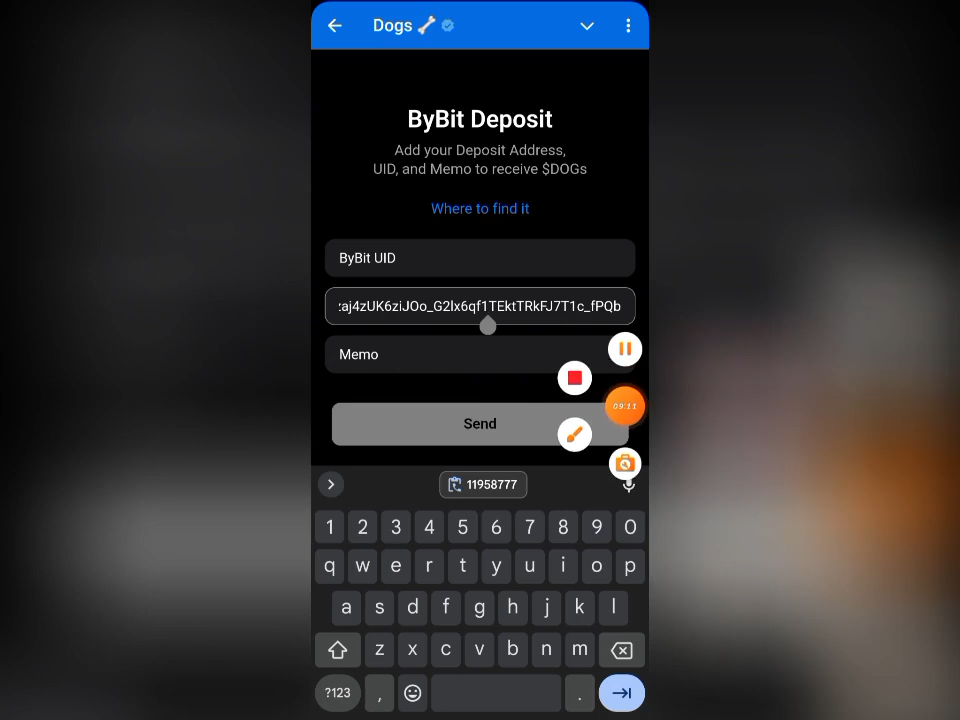 Dogs 🦴
ByBit Deposit
Add your Deposit Address,
UID, and Memo to receive $DOGs
Where to find it
ByBit UID
:aj4zUK6ziJOo_G2lx6qf1TEktTRkFJ7T1c_fPQb
Memo
09:11
Send
11958777
1 2 3 4 5 6 7 8 9 0
q w e r t y u i o p
a s d f g h j k l
z x c v b n m
?123 , .